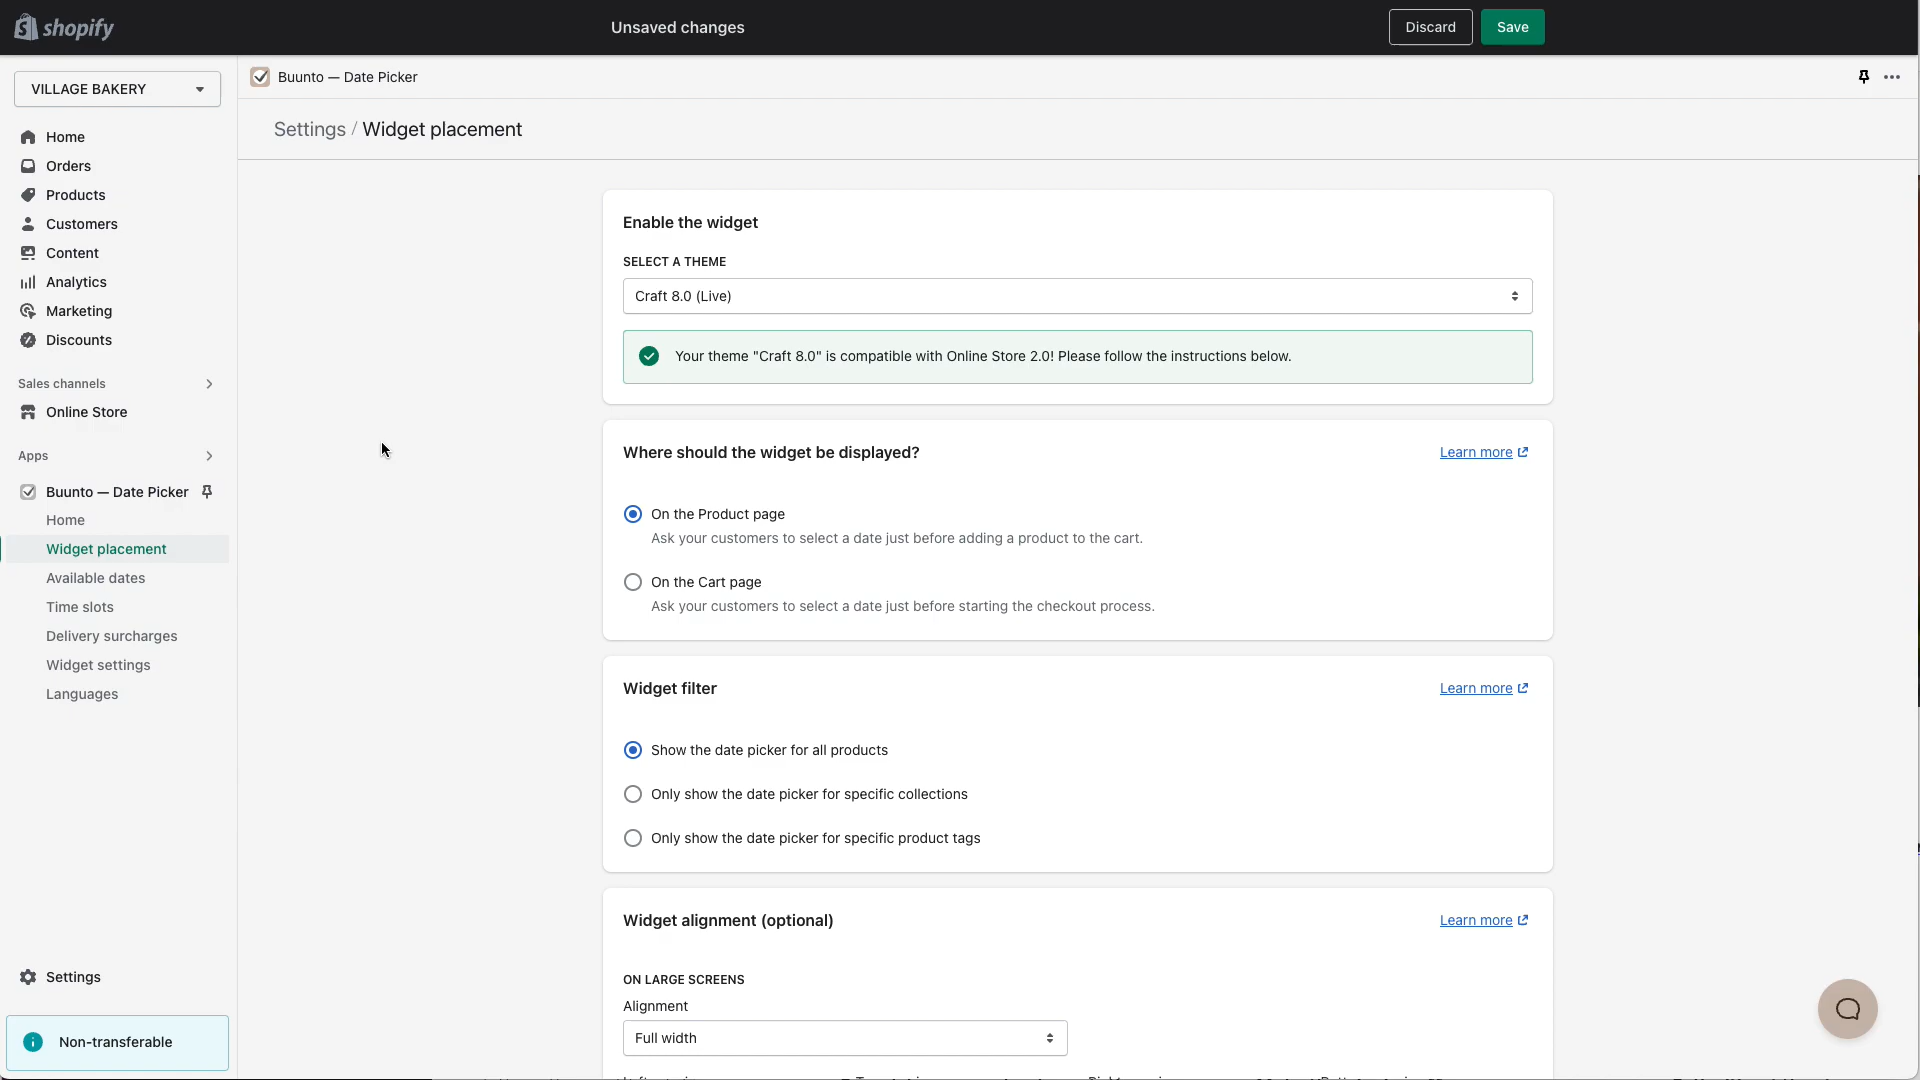 shopify
Unsaved changes
Discard
Save
VILLAGE BAKERY
Buunto — Date Picker
Settings / Widget placement
Home
Orders
Products
Customers
Content
Analytics
Marketing
Discounts
Sales channels
Online Store
Apps
Buunto — Date Picker
Home
Widget placement
Available dates
Time slots
Delivery surcharges
Widget settings
Languages
Settings
Non-transferable
Enable the widget
SELECT A THEME
Craft 8.0 (Live)
Your theme "Craft 8.0" is compatible with Online Store 2.0! Please follow the instructions below.
Where should the widget be displayed?
Learn more
On the Product page
Ask your customers to select a date just before adding a product to the cart.
On the Cart page
Ask your customers to select a date just before starting the checkout process.
Widget filter
Learn more
Show the date picker for all products
Only show the date picker for specific collections
Only show the date picker for specific product tags
Widget alignment (optional)
Learn more
ON LARGE SCREENS
Alignment
Full width